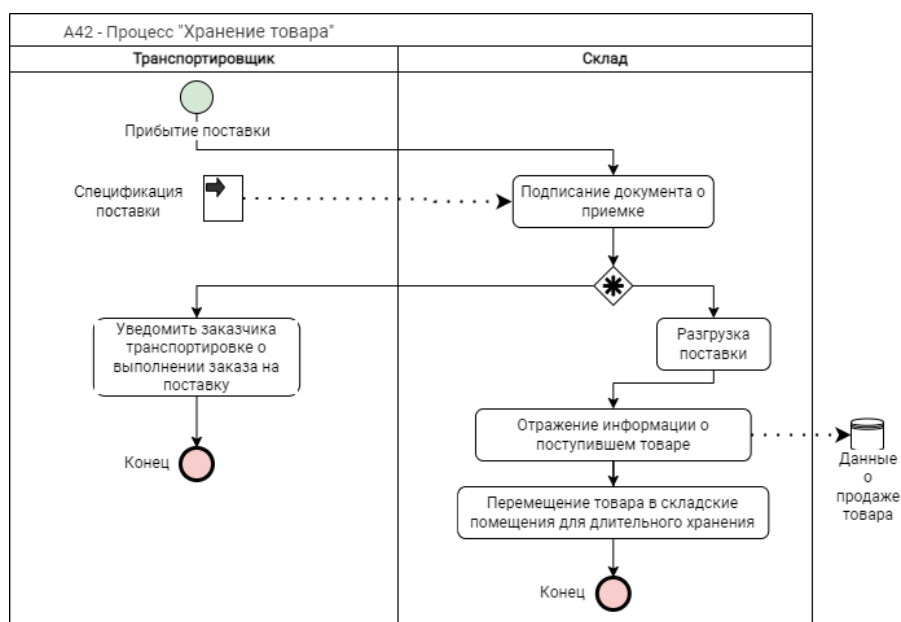 А42 - Процесс "Хранение товара"
Транспортировщик
Склад
Прибытие поставки
Спецификация
поставки
Подписание документа о
приемке
Уведомить заказчика
транспортировке о
выполнении заказа на
поставку
Разгрузка
поставки
Отражение информации о
поступившем товаре
Данные
о
продаже
товара
Конец
Перемещение товара в складские
помещения для длительного хранения
Конец